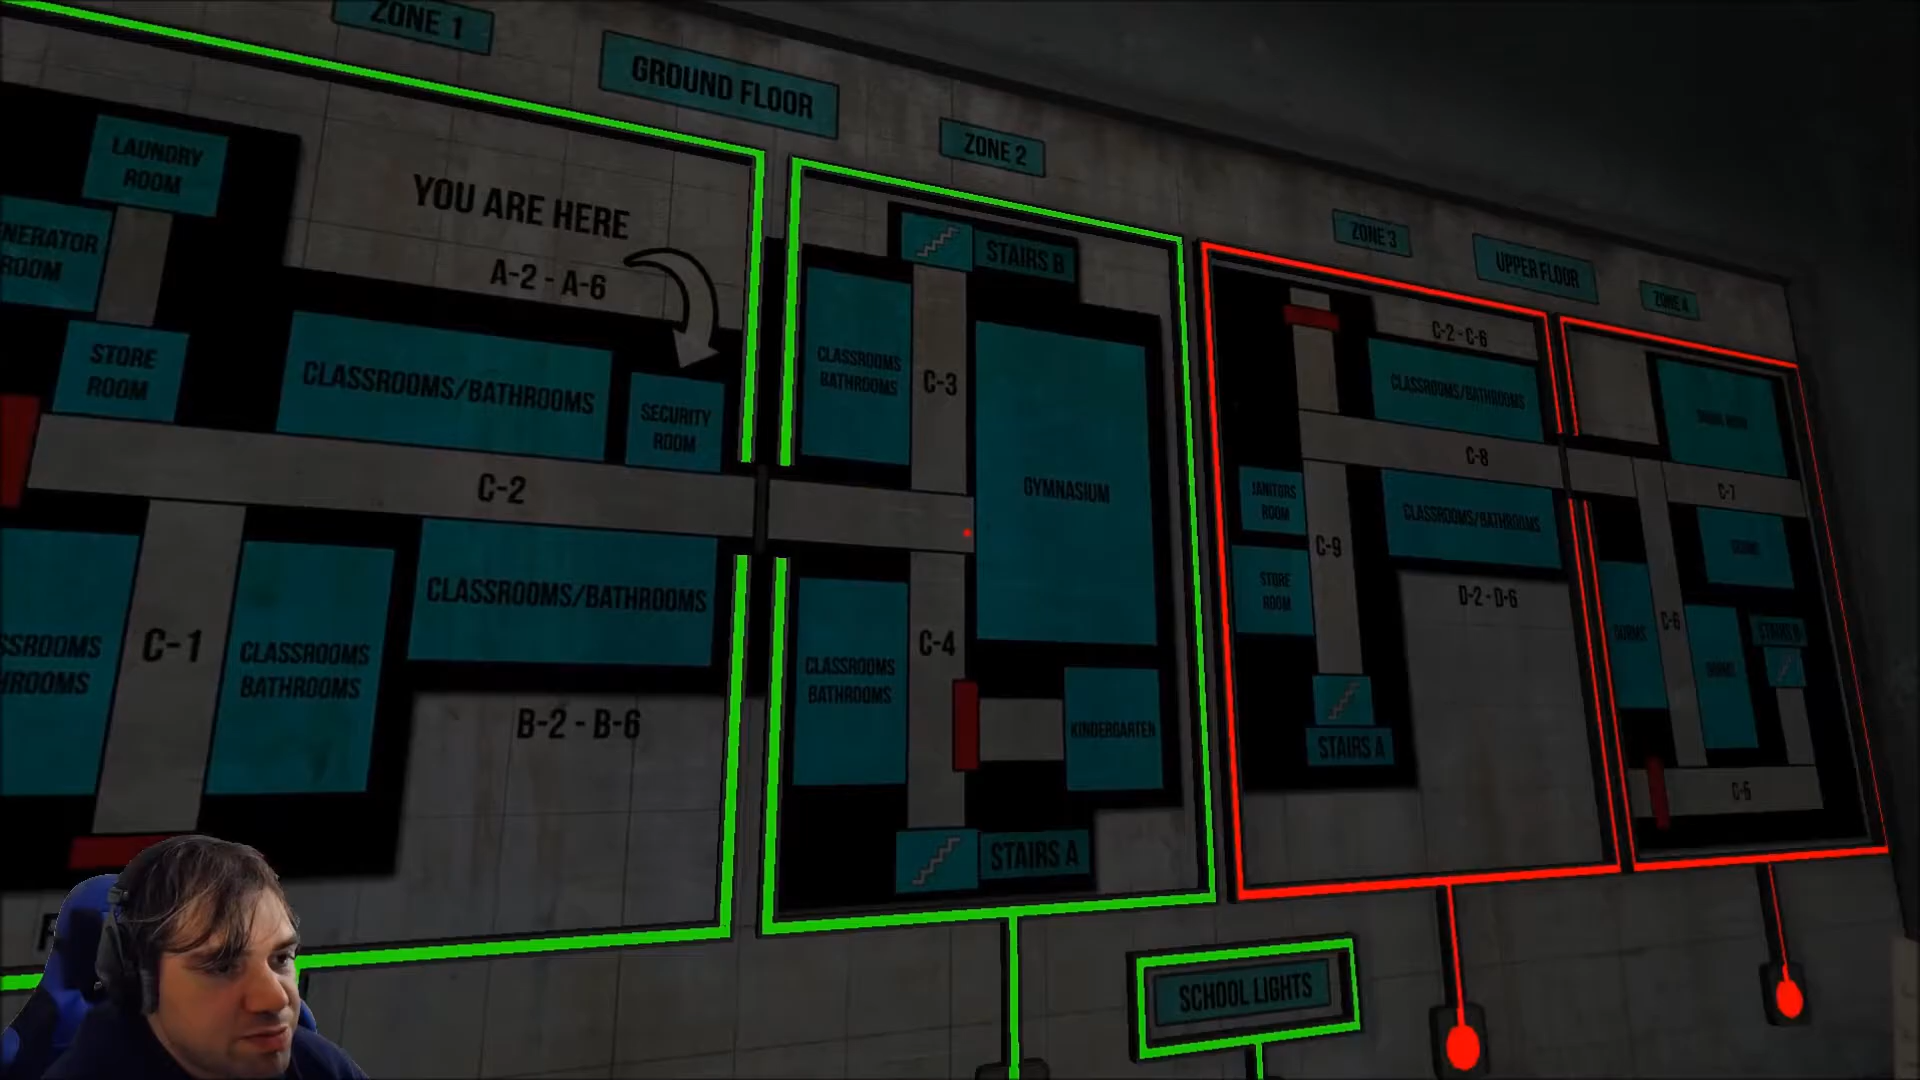 ZONE 1
GROUND FLOOR
ZONE 2
ZONE 3
UPPER FLOOR
ZONE 4
LAUNDRY
ROOM
YOU ARE HERE
A-2 - A-6
NERATOR
ROOM
STORE
ROOM
CLASSROOMS/BATHROOMS
SECURITY
ROOM
C-2
C-1
SSROOMS
HROOMS
CLASSROOMS
BATHROOMS
CLASSROOMS/BATHROOMS
B-2 - B-6
STAIRS B
CLASSROOMS
BATHROOMS
C-3
GYMNASIUM
CLASSROOMS
BATHROOMS
C-4
KINDERGARTEN
STAIRS A
C-2 - C-6
CLASSROOMS/BATHROOMS
C-8
JANITORS
ROOM
CLASSROOMS/BATHROOMS
C-9
STORE
ROOM
D-2 - D-6
STAIRS A
C-7
DORMS
C-6
STAIRS B
C-5
SCHOOL LIGHTS